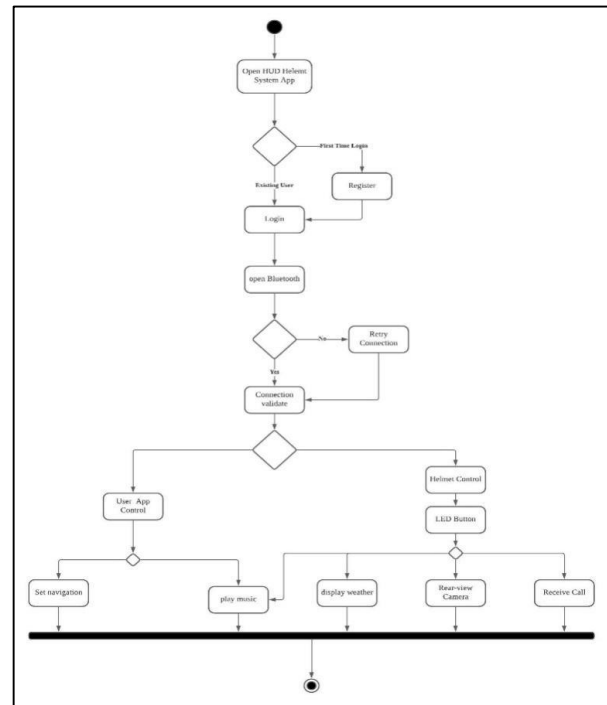 Open HUD Helemt
System App
First Time Login
Register
Existing User
Login
open Bluetooth
No
Retry
Connection
Yes
Connection
validate
User App
Control
Helmet Control
LED Button
Set navigation
play music
display weather
Rear-view
Camera
Receive Call